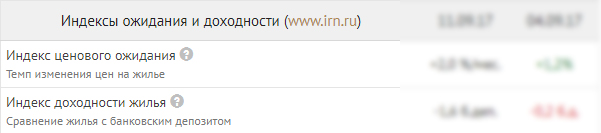 Индексы ожидания и доходности (www.irn.ru)
Индекс ценового ожидания ?
Темп изменения цен на жилье
Индекс доходности жилья ?
Сравнение жилья с банковским депозитом